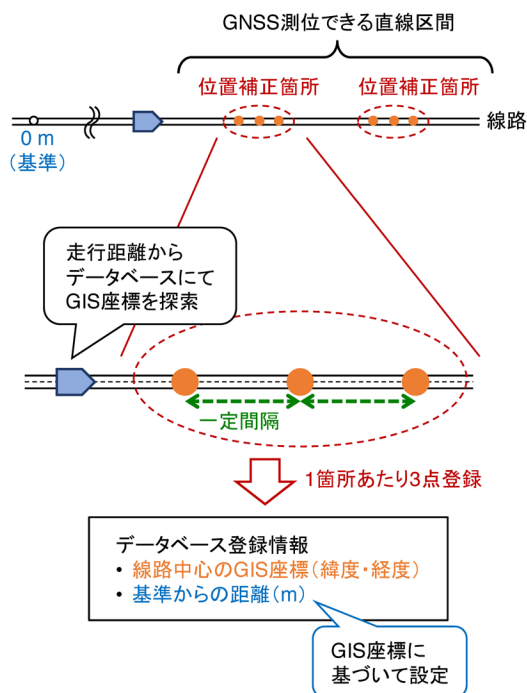 GNSS測位できる直線区間
位置補正箇所
位置補正箇所
線路
0 m
(基準)
走行距離から
データベースにて
GIS座標を探索
一定間隔
1箇所あたり3点登録
データベース登録情報
• 線路中心のGIS座標(緯度・経度)
• 基準からの距離(m)
GIS座標に
基づいて設定